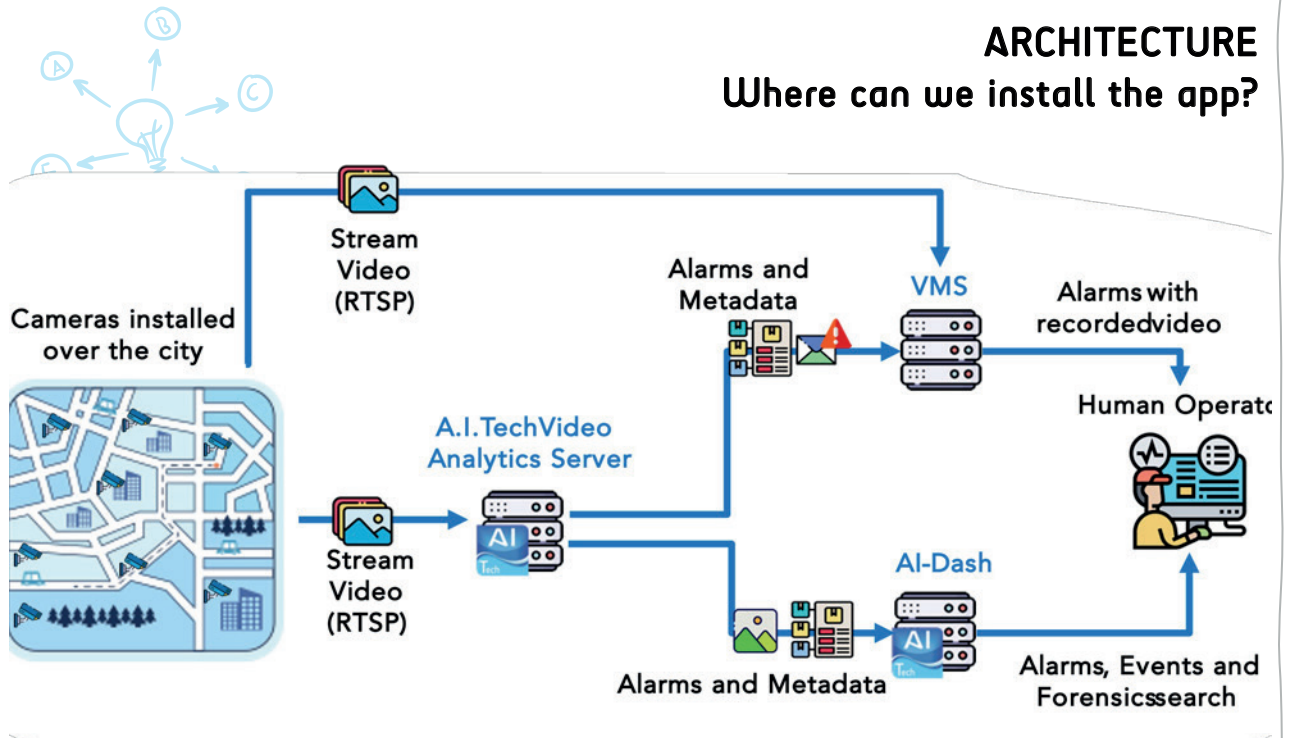 B
A
C
E
ARCHITECTURE
Where can we install the app?
Stream
Video
(RTSP)
Alarms and
Metadata
VMS
Alarms with
recordedvideo
Cameras installed
over the city
Human Operato
A.I.TechVideo
Analytics Server
AI
Tech
Stream
Video
(RTSP)
AI-Dash
AI
Tech
Alarms and Metadata
Alarms, Events and
Forensicssearch